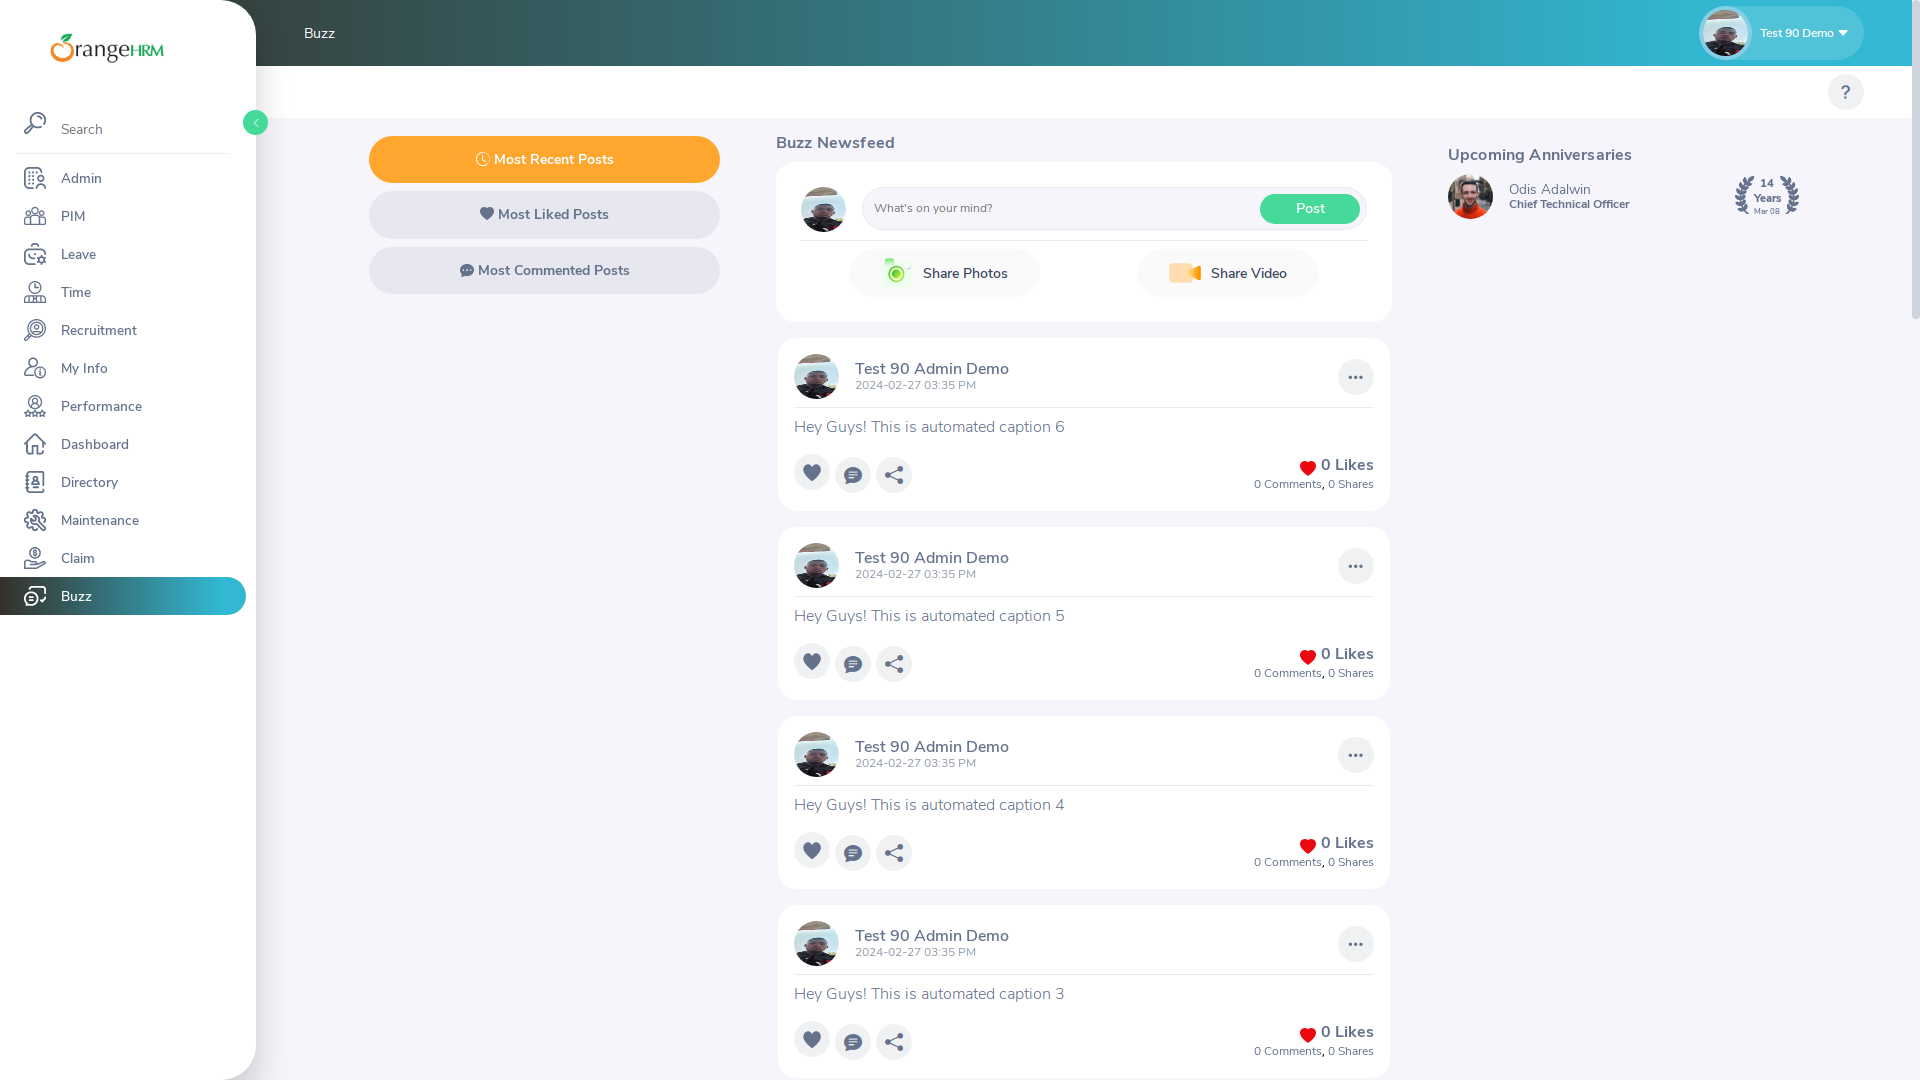 OrangeHRM
Search
Admin
PIM
Leave
Time
Recruitment
My Info
Performance
Dashboard
Directory
Maintenance
Claim
Buzz
Buzz
Test 90 Demo
?
Most Recent Posts
Most Liked Posts
Most Commented Posts
Buzz Newsfeed
What's on your mind?
Post
Share Photos
Share Video
Test 90 Admin Demo
2024-02-27 03:35 PM
Hey Guys! This is automated caption 6
0 Likes
0 Comments, 0 Shares
Test 90 Admin Demo
2024-02-27 03:35 PM
Hey Guys! This is automated caption 5
0 Likes
0 Comments, 0 Shares
Test 90 Admin Demo
2024-02-27 03:35 PM
Hey Guys! This is automated caption 4
0 Likes
0 Comments, 0 Shares
Test 90 Admin Demo
2024-02-27 03:35 PM
Hey Guys! This is automated caption 3
0 Likes
0 Comments, 0 Shares
Upcoming Anniversaries
Odis Adalwin
Chief Technical Officer
14
Years
Mar 08